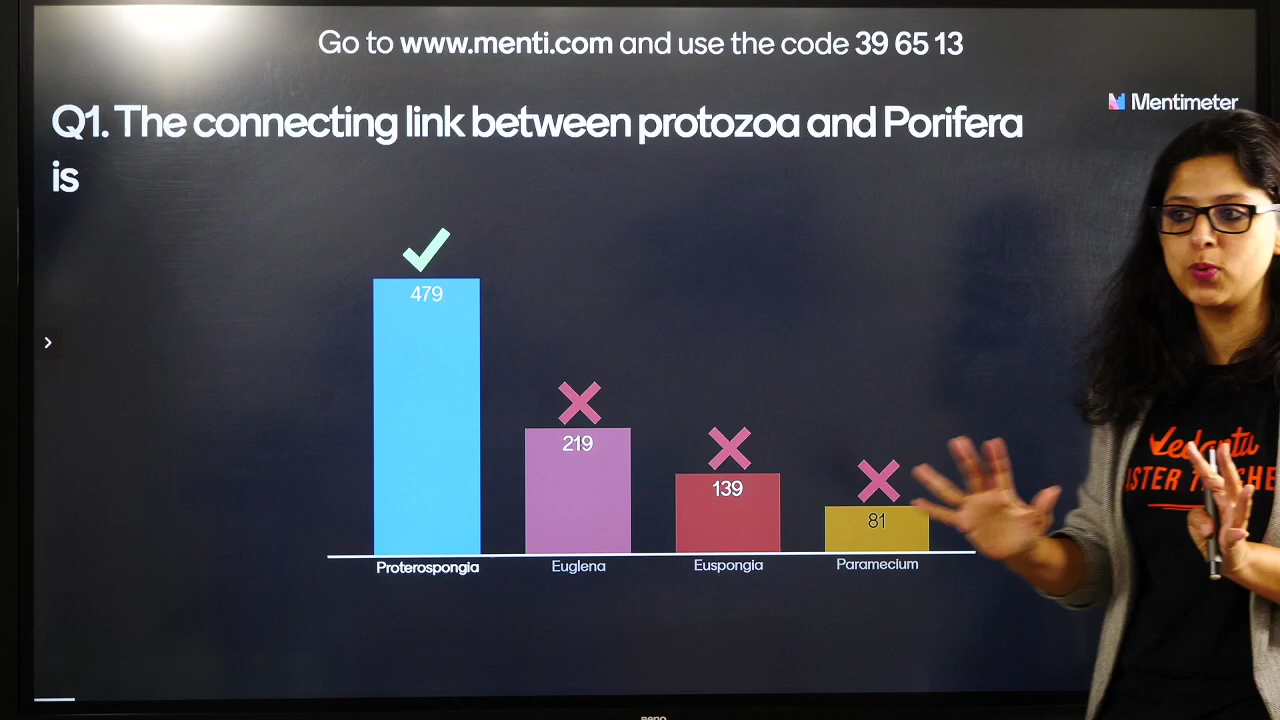 Go to www.menti.com and use the code 39 65 13
Mentimeter
Q1. The connecting link between protozoa and Porifera
is
479
219
139
81
Proterospongia
Euglena
Euspongia
Paramecium
Vedantu